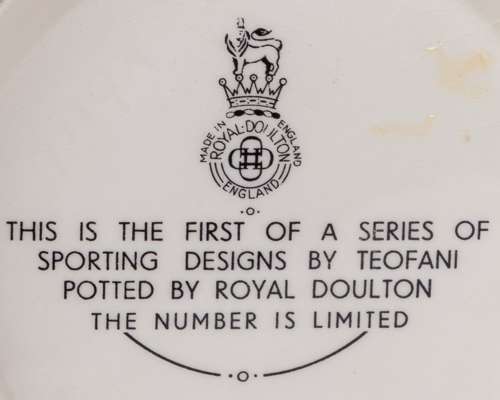 MADE IN ENGLAND
ROYAL·DOULTON
ENGLAND
THIS IS THE FIRST OF A SERIES OF
SPORTING DESIGNS BY TEOFANI
POTTED BY ROYAL DOULTON
THE NUMBER IS LIMITED